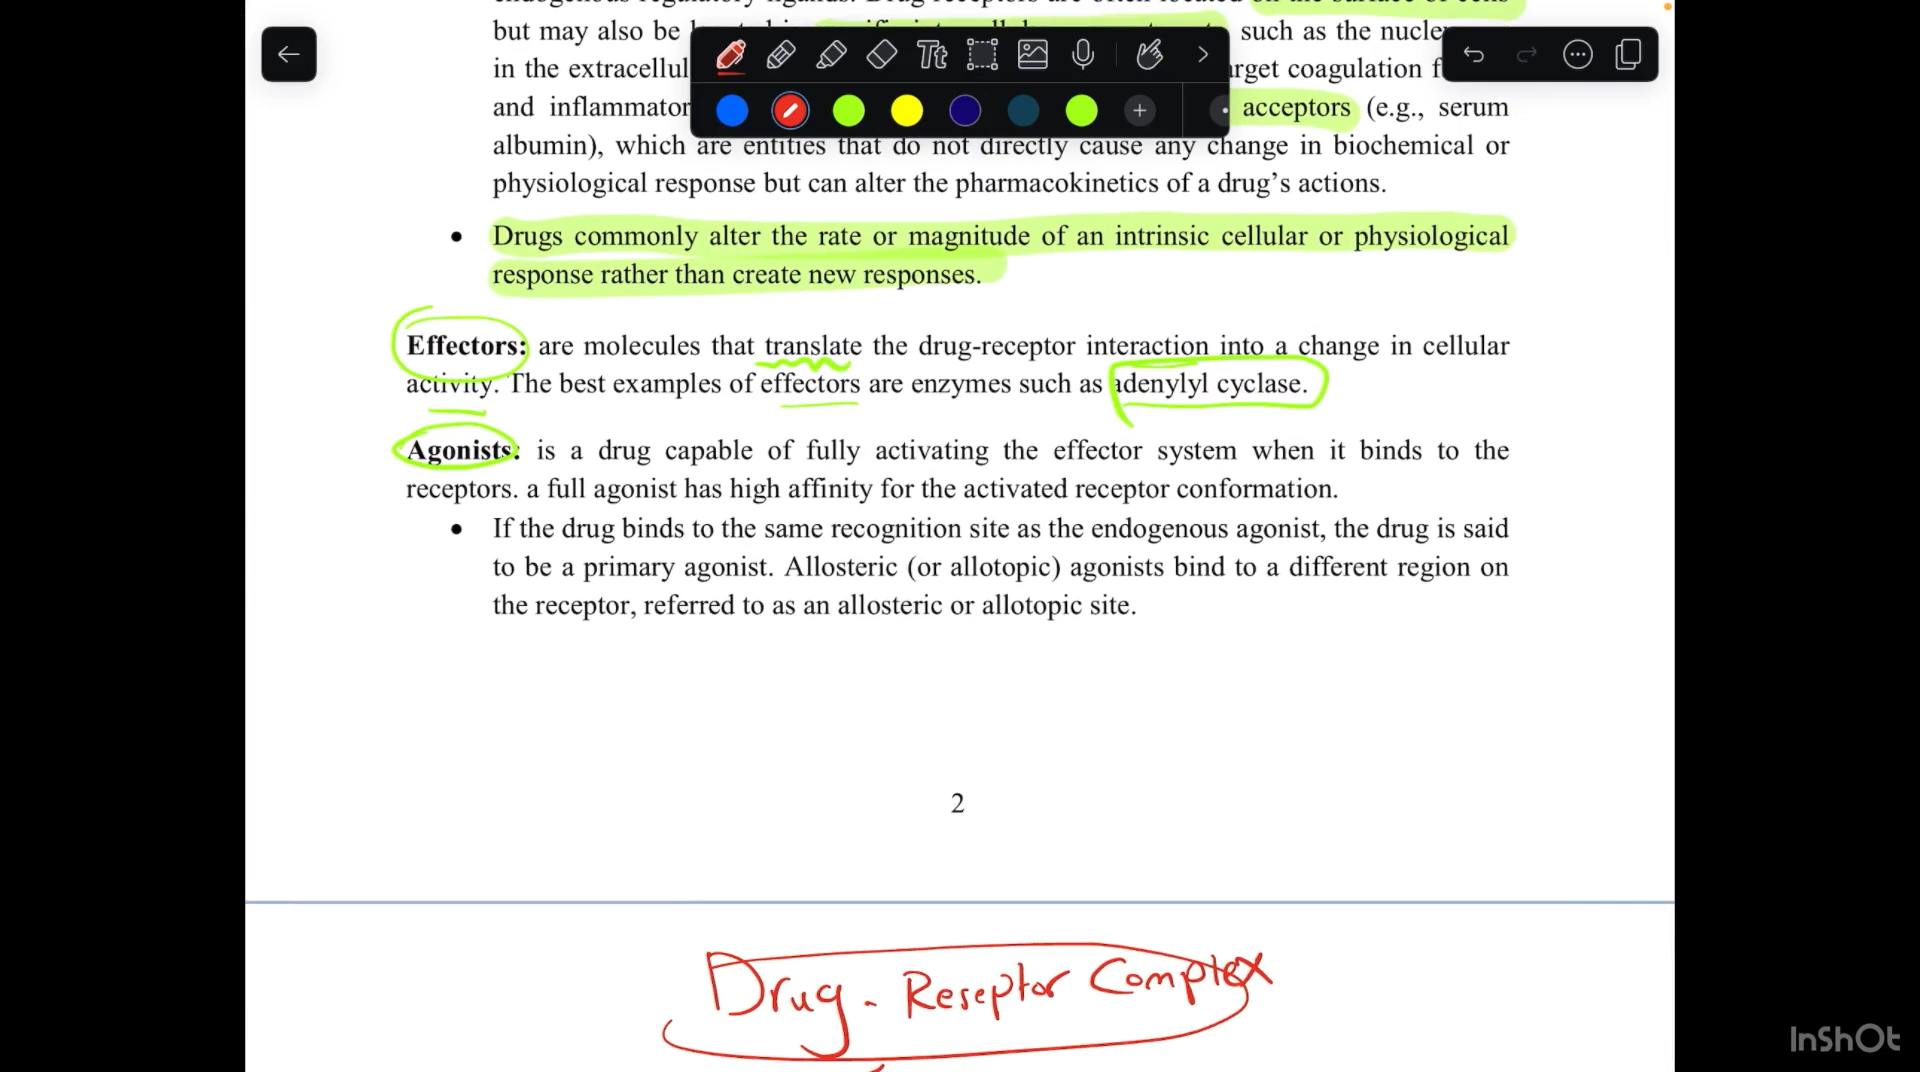 but may also be such as the nucle
in the extracellul rget coagulation f
and inflammator acceptors (e.g., serum
albumin), which are entities that do not directly cause any change in biochemical or
physiological response but can alter the pharmacokinetics of a drug's actions.
• Drugs commonly alter the rate or magnitude of an intrinsic cellular or physiological
response rather than create new responses.
Effectors: are molecules that translate the drug-receptor interaction into a change in cellular
activity. The best examples of effectors are enzymes such as adenylyl cyclase.
Agonists: is a drug capable of fully activating the effector system when it binds to the
receptors. a full agonist has high affinity for the activated receptor conformation.
• If the drug binds to the same recognition site as the endogenous agonist, the drug is said
to be a primary agonist. Allosteric (or allotopic) agonists bind to a different region on
the receptor, referred to as an allosteric or allotopic site.
2
Drug - Reseptor Complex
Tt
InShOt